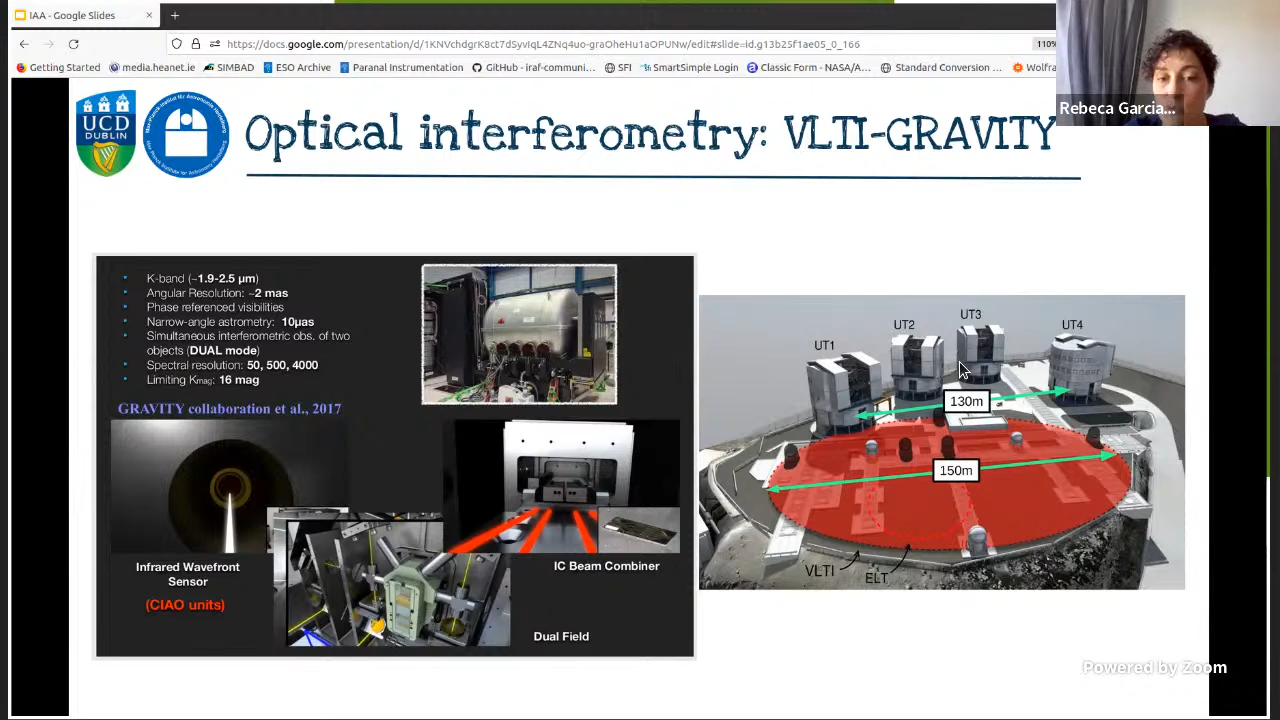 IAA - Google Slides
https://docs.google.com/presentation/d/1KNVchdgrK8ct7dSyvIqL4ZNq4uo-graOheHu1aOPUNw/edit#slide=id.g13b25f1ae05_0_166
110%
Getting Started media.heanet.ie SIMBAD ESO Archive Paranal Instrumentation GitHub - iraf-communi... SFI SmartSimple Login Classic Form - NASA/A... Standard Conversion ... Wolfra
Rebeca Garcia...
UCD
DUBLIN
Optical interferometry: VLTI-GRAVITY
• K-band (~1.9-2.5 μm)
• Angular Resolution: ~2 mas
• Phase referenced visibilities
• Narrow-angle astrometry: 10μas
• Simultaneous interferometric obs. of two
objects (DUAL mode)
• Spectral resolution: 50, 500, 4000
• Limiting Kmag: 16 mag
GRAVITY collaboration et al., 2017
Infrared Wavefront
Sensor
(CIAO units)
IC Beam Combiner
Dual Field
UT1
UT2
UT3
UT4
130m
150m
VLTI
ELT
Powered by Zoom